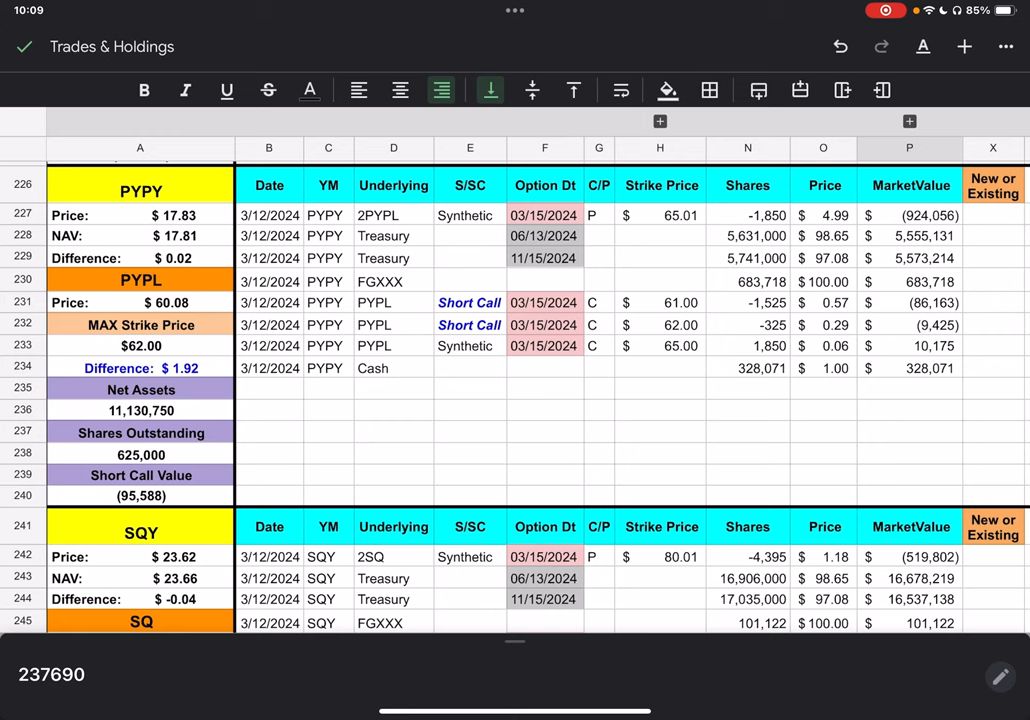 10:09 85%
Trades & Holdings
B I U S A
A B C D E F G H N O P X
226 PYPY Date YM Underlying S/SC Option Dt C/P Strike Price Shares Price MarketValue New or Existing
227 Price: $ 17.83 3/12/2024 PYPY 2PYPL Synthetic 03/15/2024 P $ 65.01 -1,850 $ 4.99 $ (924,056)
228 NAV: $ 17.81 3/12/2024 PYPY Treasury 06/13/2024 5,631,000 $ 98.65 $ 5,555,131
229 Difference: $ 0.02 3/12/2024 PYPY Treasury 11/15/2024 5,741,000 $ 97.08 $ 5,573,214
230 PYPL 3/12/2024 PYPY FGXXX 683,718 $ 100.00 $ 683,718
231 Price: $ 60.08 3/12/2024 PYPY PYPL Short Call 03/15/2024 C $ 61.00 -1,525 $ 0.57 $ (86,163)
232 MAX Strike Price 3/12/2024 PYPY PYPL Short Call 03/15/2024 C $ 62.00 -325 $ 0.29 $ (9,425)
233 $62.00 3/12/2024 PYPY PYPL Synthetic 03/15/2024 C $ 65.00 1,850 $ 0.06 $ 10,175
234 Difference: $ 1.92 3/12/2024 PYPY Cash 328,071 $ 1.00 $ 328,071
235 Net Assets
236 11,130,750
237 Shares Outstanding
238 625,000
239 Short Call Value
240 (95,588)
241 SQY Date YM Underlying S/SC Option Dt C/P Strike Price Shares Price MarketValue New or Existing
242 Price: $ 23.62 3/12/2024 SQY 2SQ Synthetic 03/15/2024 P $ 80.01 -4,395 $ 1.18 $ (519,802)
243 NAV: $ 23.66 3/12/2024 SQY Treasury 06/13/2024 16,906,000 $ 98.65 $ 16,678,219
244 Difference: $ -0.04 3/12/2024 SQY Treasury 11/15/2024 17,035,000 $ 97.08 $ 16,537,138
245 SQ 3/12/2024 SQY FGXXX 101,122 $ 100.00 $ 101,122
237690